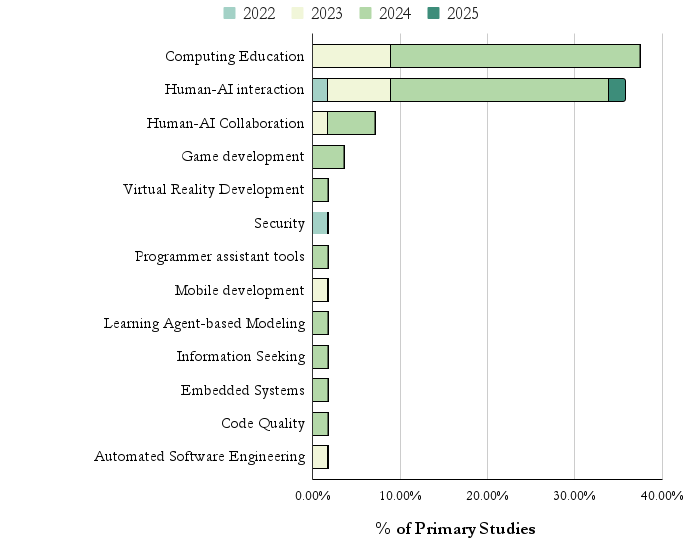 2022 2023 2024 2025
Computing Education
Human-AI interaction
Human-AI Collaboration
Game development
Virtual Reality Development
Security
Programmer assistant tools
Mobile development
Learning Agent-based Modeling
Information Seeking
Embedded Systems
Code Quality
Automated Software Engineering
0.00% 10.00% 20.00% 30.00% 40.00%
% of Primary Studies